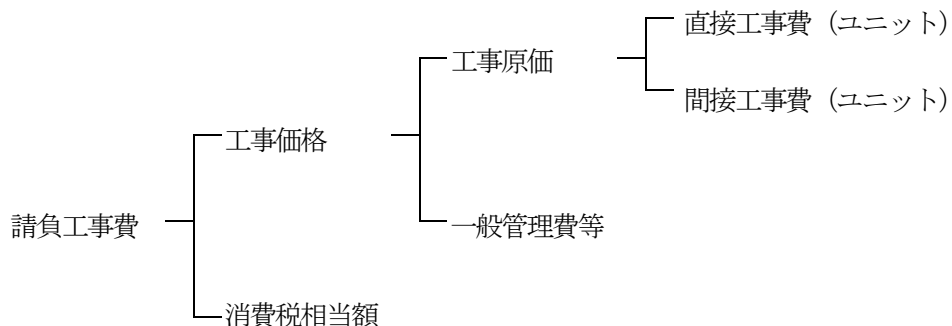 直接工事費（ユニット）
工事原価
間接工事費（ユニット）
工事価格
請負工事費
一般管理費等
消費税相当額